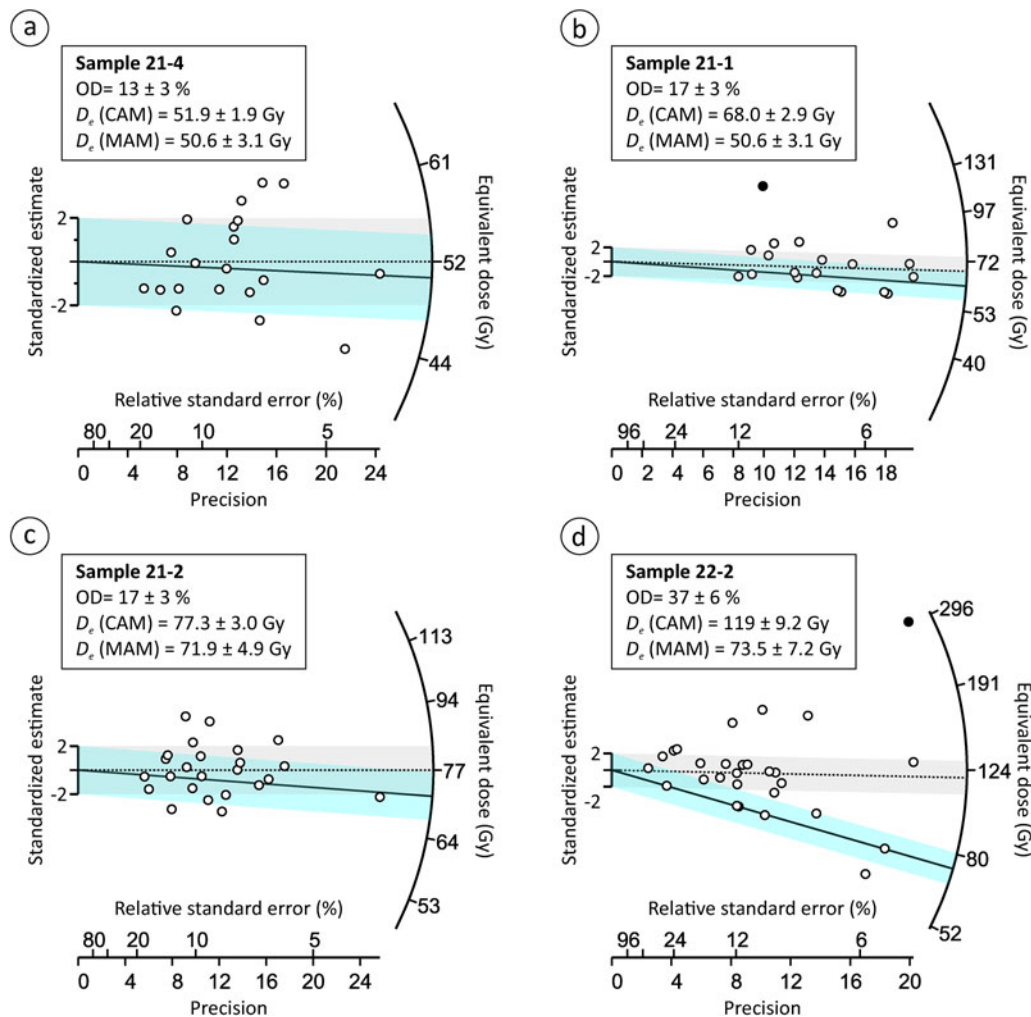 a
Sample 21-4
OD= 13 ± 3 %
De (CAM) = 51.9 ± 1.9 Gy
De (MAM) = 50.6 ± 3.1 Gy
Standardized estimate
2
-2
61
52
44
Equivalent dose (Gy)
Relative standard error (%)
80 20 10 5
0 4 8 12 16 20 24
Precision
b
Sample 21-1
OD= 17 ± 3 %
De (CAM) = 68.0 ± 2.9 Gy
De (MAM) = 50.6 ± 3.1 Gy
Standardized estimate
2
-2
131
97
72
53
40
Equivalent dose (Gy)
Relative standard error (%)
96 24 12 6
0 2 4 6 8 10 12 14 16 18
Precision
c
Sample 21-2
OD= 17 ± 3 %
De (CAM) = 77.3 ± 3.0 Gy
De (MAM) = 71.9 ± 4.9 Gy
Standardized estimate
2
-2
113
94
77
64
53
Equivalent dose (Gy)
Relative standard error (%)
80 20 10 5
0 4 8 12 16 20 24
Precision
d
Sample 22-2
OD= 37 ± 6 %
De (CAM) = 119 ± 9.2 Gy
De (MAM) = 73.5 ± 7.2 Gy
Standardized estimate
2
-2
296
191
124
80
52
Equivalent dose (Gy)
Relative standard error (%)
96 24 12 6
0 4 8 12 16 20
Precision